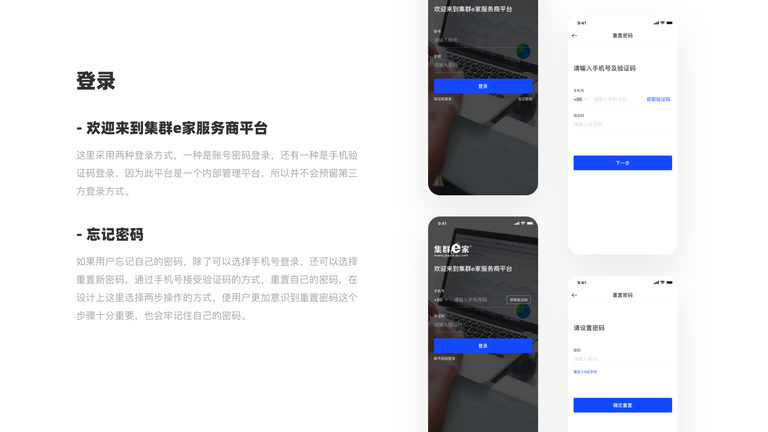 登录
- 欢迎来到集群e家服务商平台
这里采用两种登录方式，一种是账号密码登录，还有一种是手机验
证码登录，因为此平台是一个内部管理平台，所以并不会预留第三
方登录方式。
- 忘记密码
如果用户忘记自己的密码，除了可以选择手机号登录，还可以选择
重置新密码，通过手机号接受验证码的方式，重置自己的密码，在
设计上这里选择两步操作的方式，使用户更加意识到重置密码这个
步骤十分重要，也会牢记住自己的密码。
欢迎来到集群e家服务商平台
账号
请输入账号
密码
请输入密码
登录
验证码登录
忘记密码
9:41
集群e家
欢迎来到集群e家服务商平台
手机号
+86
请输入手机号码
获取验证码
验证码
请输入验证码
登录
账号密码登录
9:41
重置密码
请输入手机号及验证码
手机号
+86
请输入手机号码
获取验证码
验证码
请输入验证码
下一步
9:41
重置密码
请设置密码
密码
请输入密码
确定重置